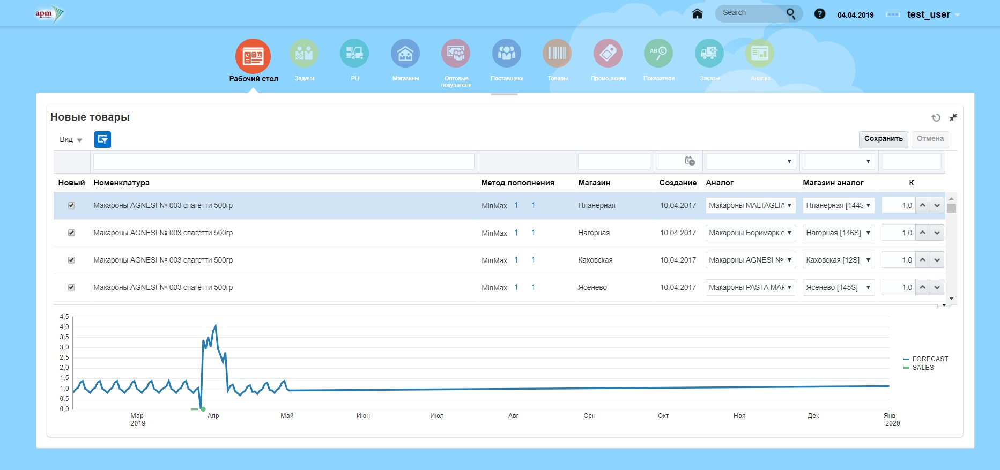 apm
technology
Search
04.04.2019
test_user
Рабочий стол
Задачи
РЦ
Магазины
Оптовые
покупатели
Поставщики
Товары
Промо-акции
Показатели
Заказы
Анализ
Новые товары
Вид
Сохранить
Отмена
Новый Номенклатура Метод пополнения Магазин Создание Аналог Магазин аналог К
Макароны AGNESI № 003 спагетти 500гр MinMax 1 1 Планерная 10.04.2017 Макароны MALTAGLIA Планерная [144S 1,0
Макароны AGNESI № 003 спагетти 500гр MinMax 1 1 Нагорная 10.04.2017 Макароны Боримарк с Нагорная [146S] 1,0
Макароны AGNESI № 003 спагетти 500гр MinMax 1 1 Каховская 10.04.2017 Макароны AGNESI № Каховская [12S] 1,0
Макароны AGNESI № 003 спагетти 500гр MinMax 1 1 Ясенево 10.04.2017 Макароны PASTA MAF Ясенево [145S] 1,0
4,5
4,0
3,5
3,0
2,5
2,0
1,5
1,0
0,5
0,0
FORECAST
SALES
Мар Апр Май Июн Июл Авг Сен Окт Ноя Дек Янв
2019 2020